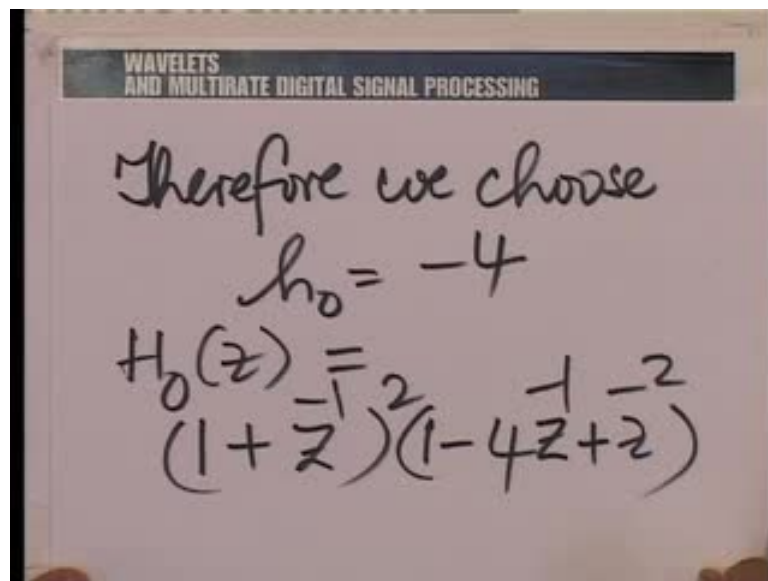 WAVELETS
AND MULTIRATE DIGITAL SIGNAL PROCESSING
Therefore we choose
h₀ = -4
H₀(z) =
(1 + z⁻¹)²(1 - 4z⁻¹ + z⁻²)